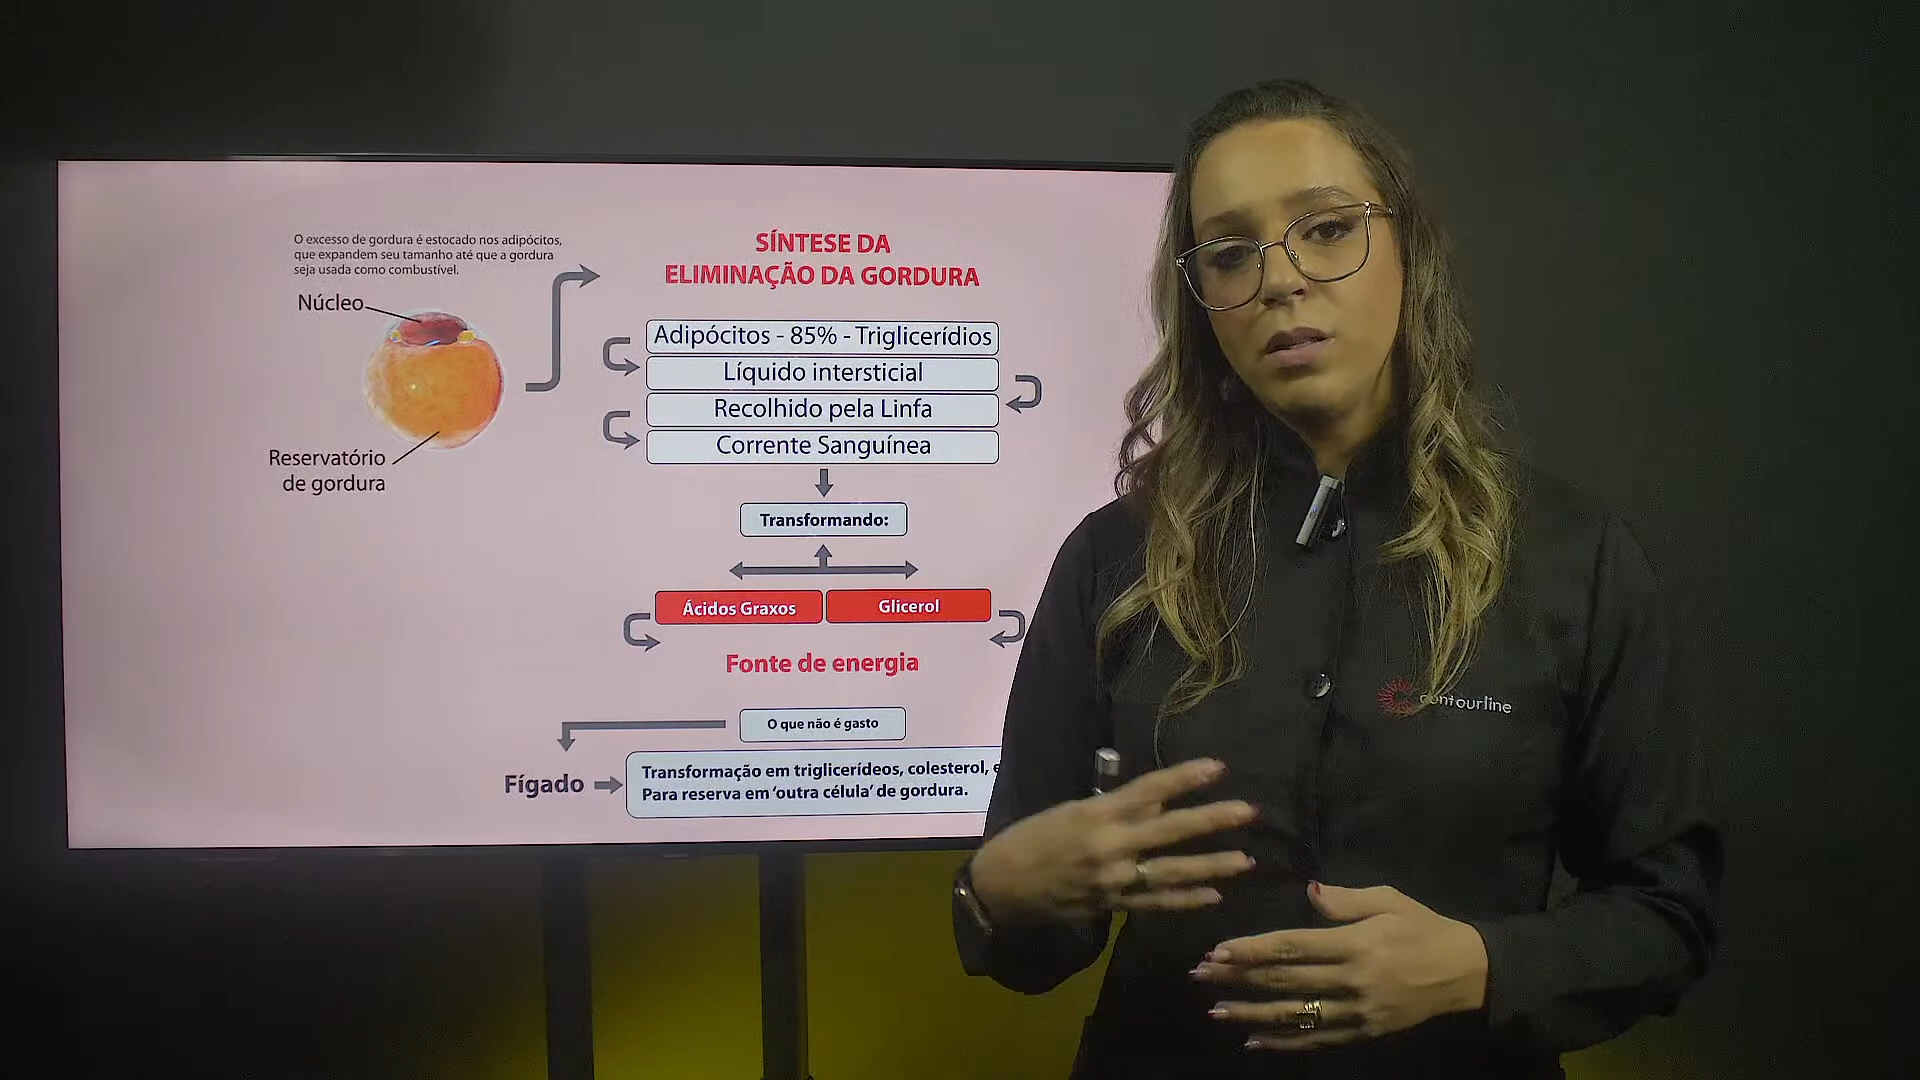 O excesso de gordura é estocado nos adipócitos,
que expandem seu tamanho até que a gordura
seja usada como combustível.
Núcleo
Reservatório
de gordura
SÍNTESE DA
ELIMINAÇÃO DA GORDURA
Adipócitos - 85% - Triglicerídios
Líquido intersticial
Recolhido pela Linfa
Corrente Sanguínea
Transformando:
Ácidos Graxos
Glicerol
Fonte de energia
O que não é gasto
Fígado
Transformação em triglicerídeos, colesterol,
Para reserva em ‘outra célula’ de gordura.
contourline